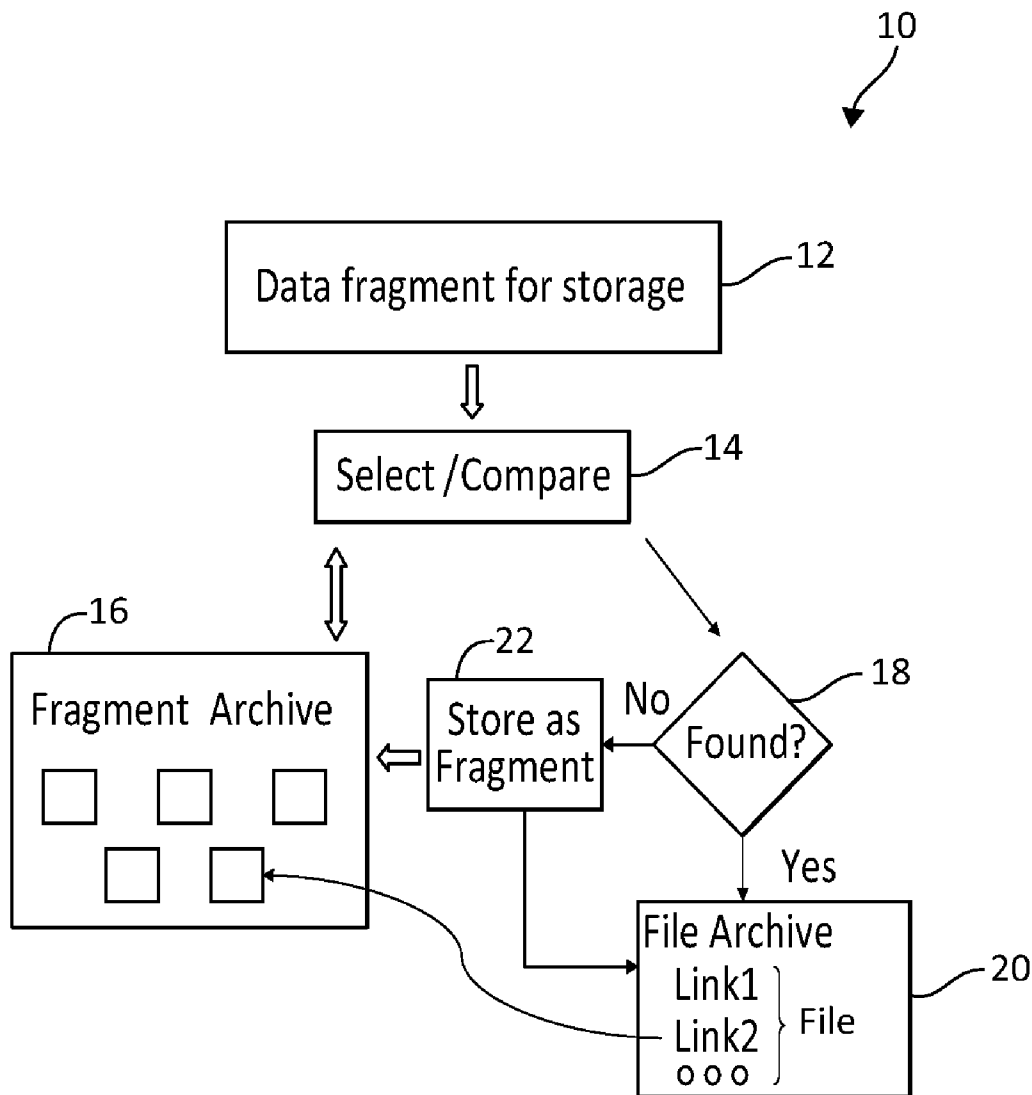 10
Data fragment for storage
12
Select / Compare
14
16
Fragment Archive
22
Store as
Fragment
No
18
Found?
Yes
File Archive
Link1
Link2
File
20